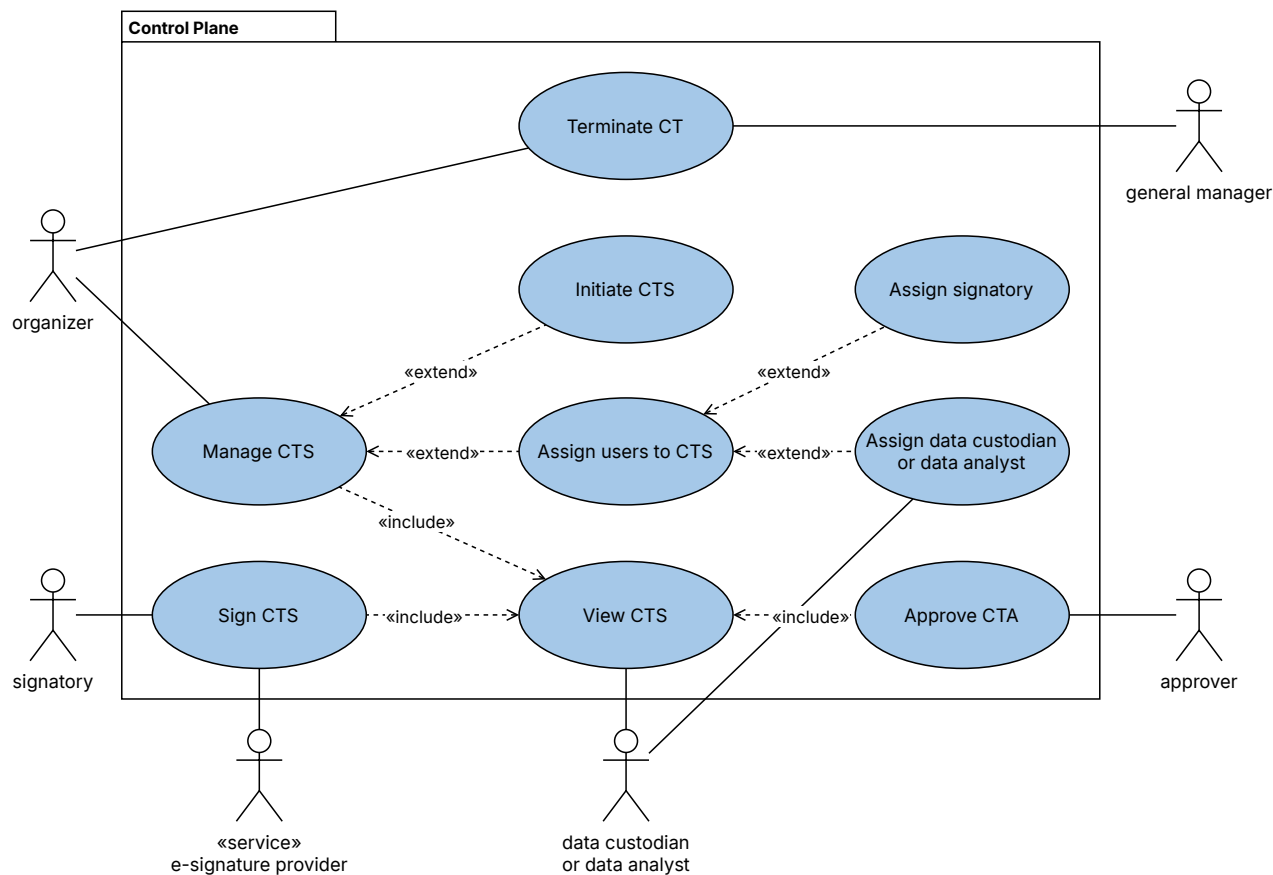 Control Plane
Terminate CT
general manager
organizer
Initiate CTS
Assign signatory
«extend»
«extend»
Manage CTS
«extend»
Assign users to CTS
«extend»
Assign data custodian
or data analyst
«include»
Sign CTS
«include»
View CTS
«include»
Approve CTA
signatory
approver
«service»
e-signature provider
data custodian
or data analyst